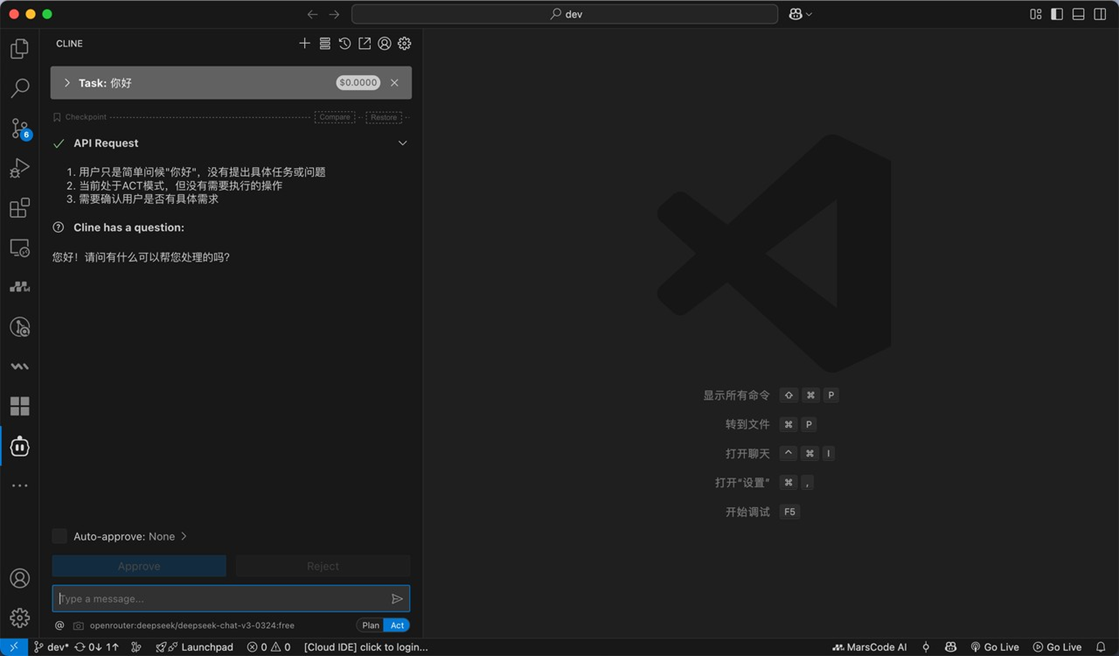 dev
CLINE
Task: 你好
$0.0000
Checkpoint
Compare
Restore
API Request
1. 用户只是简单问候"你好"，没有提出具体任务或问题
2. 当前处于ACT模式，但没有需要执行的操作
3. 需要确认用户是否有具体需求
Cline has a question:
您好！请问有什么可以帮您处理的吗?
6
显示所有命令 ⇧ ⌘ P
转到文件 ⌘ P
打开聊天 ^ ⌘ I
打开"设置" ⌘ ,
开始调试 F5
Auto-approve: None
Approve
Reject
Type a message...
@ openrouter:deepseek/deepseek-chat-v3-0324:free
Plan
Act
dev* 0↓ 1↑ Launchpad 0 0 [Cloud IDE] click to login... MarsCode AI Go Live Go Live